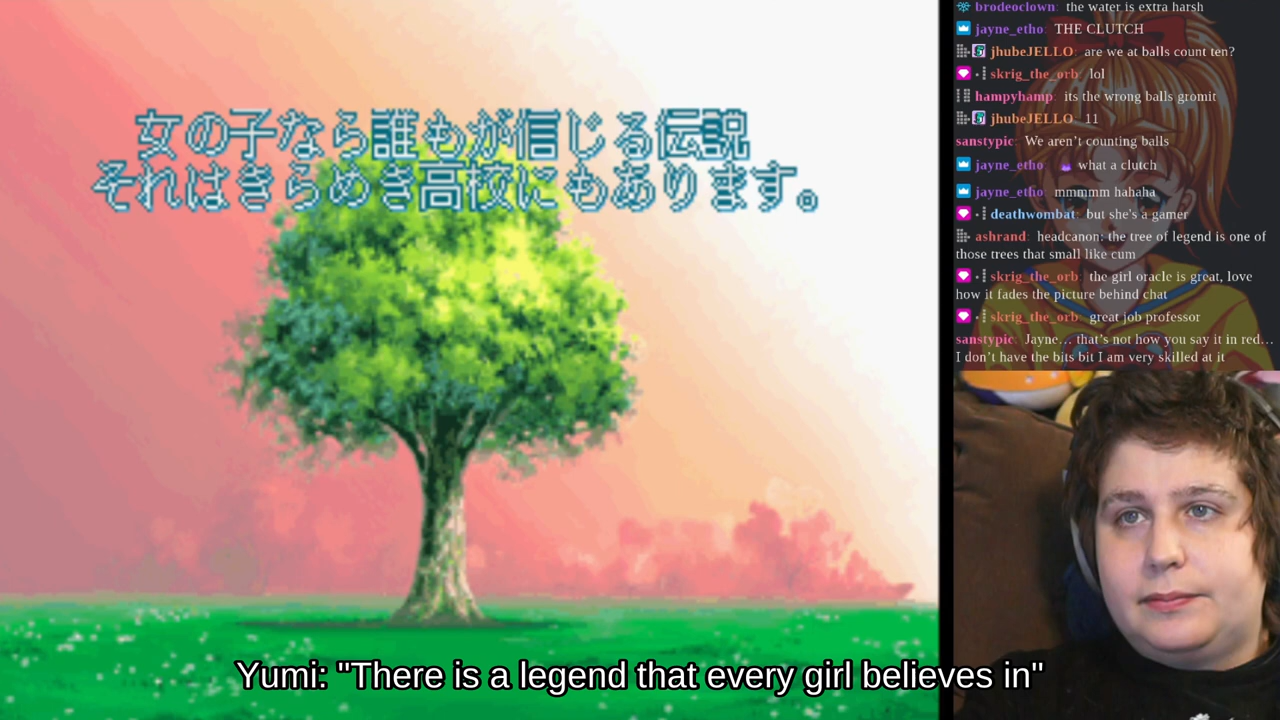 女の子なら誰もが信じる伝説
それはきらめき高校にもあります。
Yumi: "There is a legend that every girl believes in"
brodeoclown: the water is extra harsh
jayne_etho: THE CLUTCH
jhubeJELLO: are we at balls count ten?
skrig_the_orb: lol
hampyhamp: its the wrong balls gromit
jhubeJELLO: 11
sanstypic: We aren't counting balls
jayne_etho: what a clutch
jayne_etho: mmmmm hahaha
deathwombat: but she's a gamer
ashrand: headcanon: the tree of legend is one of
those trees that small like cum
skrig_the_orb: the girl oracle is great, love
how it fades the picture behind chat
skrig_the_orb: great job professor
sanstypic: Jayne… that's not how you say it in red…
I don't have the bits bit I am very skilled at it